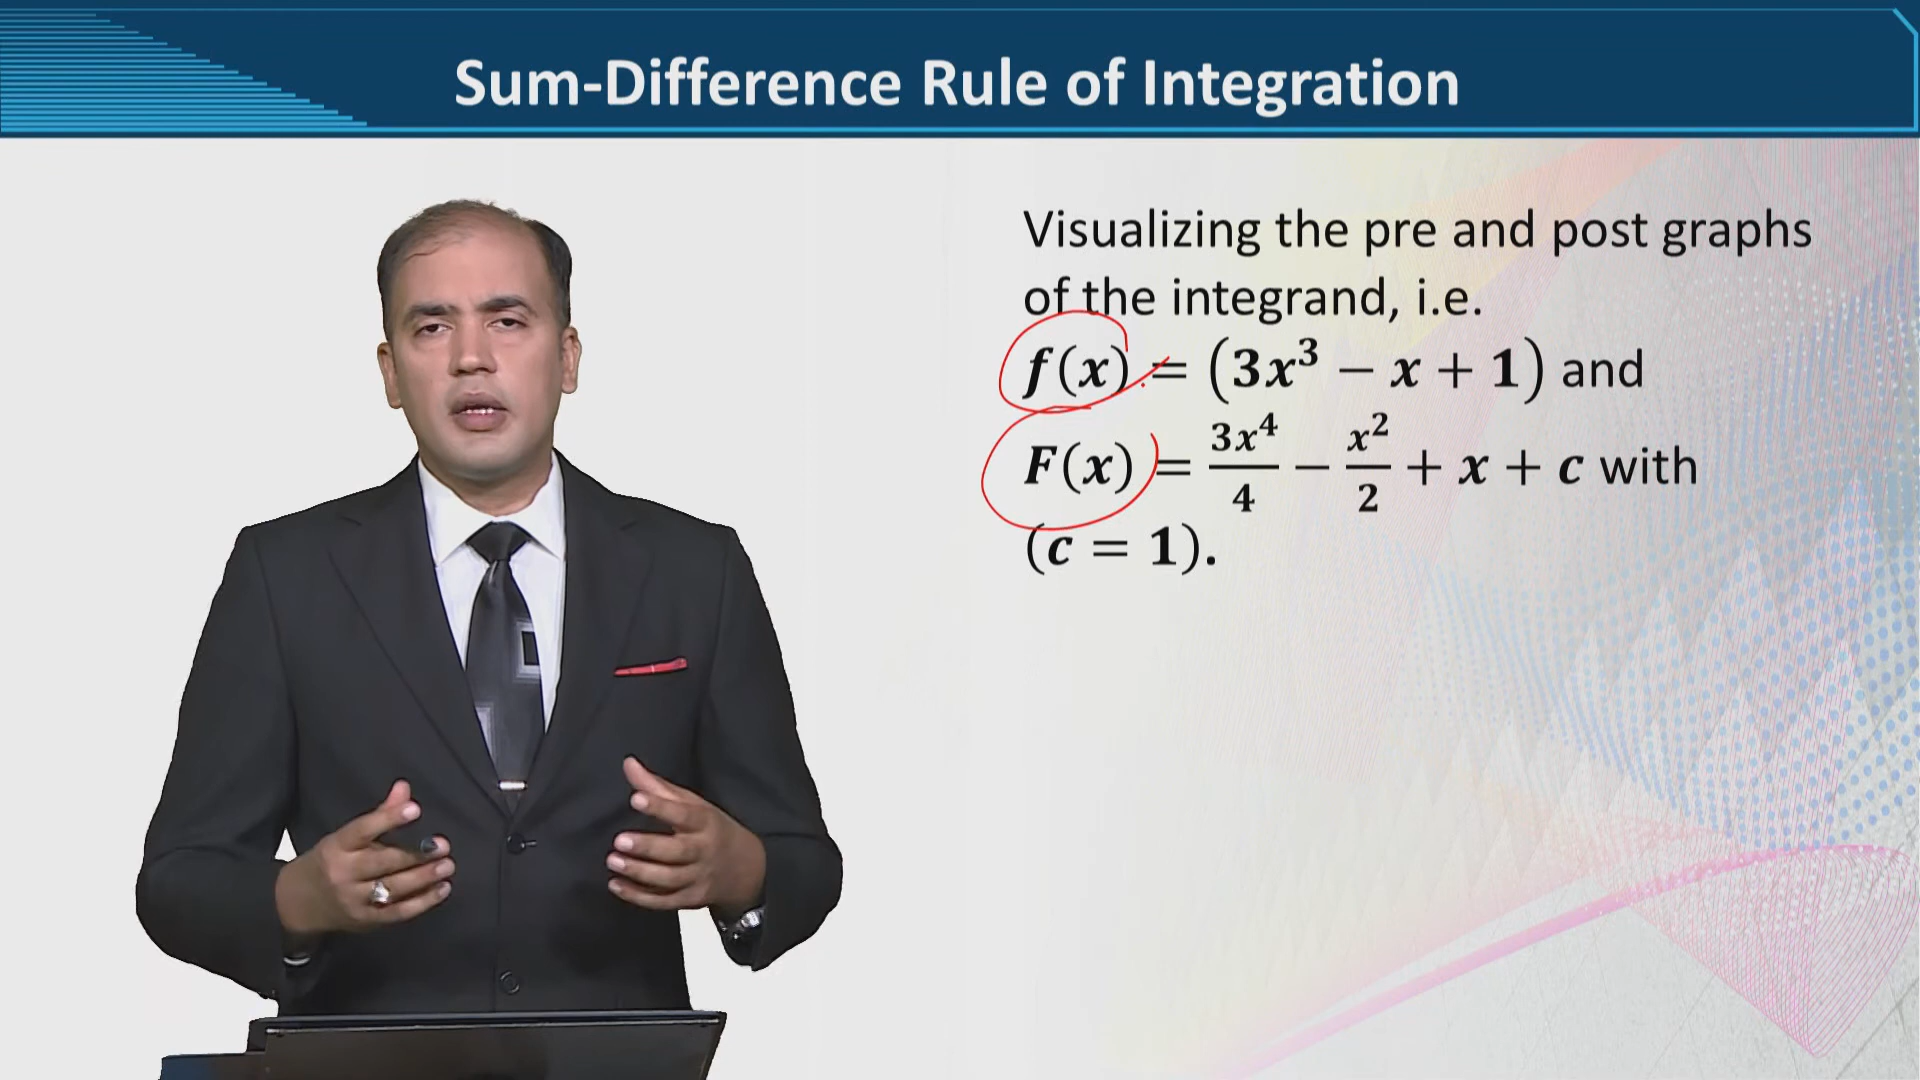 Sum-Difference Rule of Integration
Visualizing the pre and post graphs
of the integrand, i.e.
f(x) = (3x³ − x + 1) and
F(x) = 3x⁴/4 − x²/2 + x + c with
(c = 1).